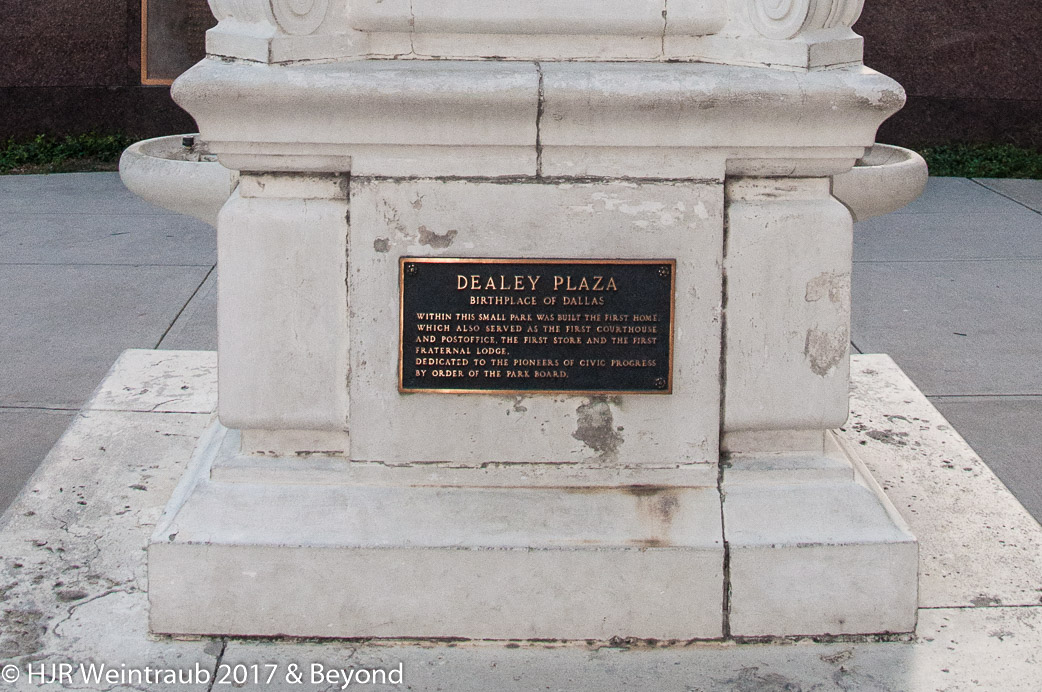 DEALEY PLAZA
BIRTHPLACE OF DALLAS
WITHIN THIS SMALL PARK WAS BUILT THE FIRST HOME.
WHICH ALSO SERVED AS THE FIRST COURTHOUSE
AND POSTOFFICE, THE FIRST STORE AND THE FIRST
FRATERNAL LODGE.
DEDICATED TO THE PIONEERS OF CIVIC PROGRESS
BY ORDER OF THE PARK BOARD.
© HJR Weintraub 2017 & Beyond